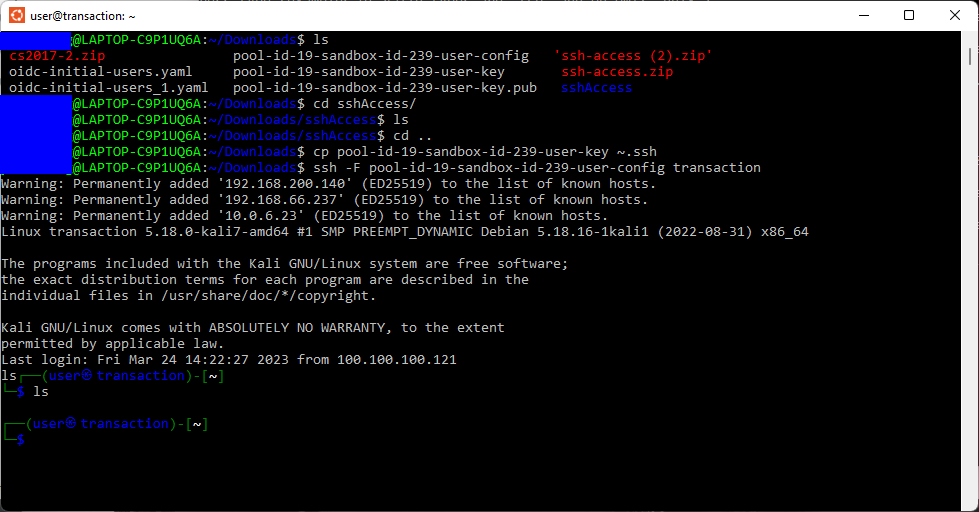 user@transaction: ~
@LAPTOP-C9P1UQ6A:~/Downloads$ ls
cs2017-2.zip pool-id-19-sandbox-id-239-user-config 'ssh-access (2).zip'
oidc-initial-users.yaml pool-id-19-sandbox-id-239-user-key ssh-access.zip
oidc-initial-users_1.yaml pool-id-19-sandbox-id-239-user-key.pub sshAccess
@LAPTOP-C9P1UQ6A:~/Downloads$ cd sshAccess/
@LAPTOP-C9P1UQ6A:~/Downloads/sshAccess$ ls
@LAPTOP-C9P1UQ6A:~/Downloads/sshAccess$ cd ..
@LAPTOP-C9P1UQ6A:~/Downloads$ cp pool-id-19-sandbox-id-239-user-key ~.ssh
@LAPTOP-C9P1UQ6A:~/Downloads$ ssh -F pool-id-19-sandbox-id-239-user-config transaction
Warning: Permanently added '192.168.200.140' (ED25519) to the list of known hosts.
Warning: Permanently added '192.168.66.237' (ED25519) to the list of known hosts.
Warning: Permanently added '10.0.6.23' (ED25519) to the list of known hosts.
Linux transaction 5.18.0-kali7-amd64 #1 SMP PREEMPT_DYNAMIC Debian 5.18.16-1kali1 (2022-08-31) x86_64
The programs included with the Kali GNU/Linux system are free software;
the exact distribution terms for each program are described in the
individual files in /usr/share/doc/*/copyright.
Kali GNU/Linux comes with ABSOLUTELY NO WARRANTY, to the extent
permitted by applicable law.
Last login: Fri Mar 24 14:22:27 2023 from 100.100.100.121
ls┌──(user㉿transaction)-[~]
└─$ ls
┌──(user㉿transaction)-[~]
└─$